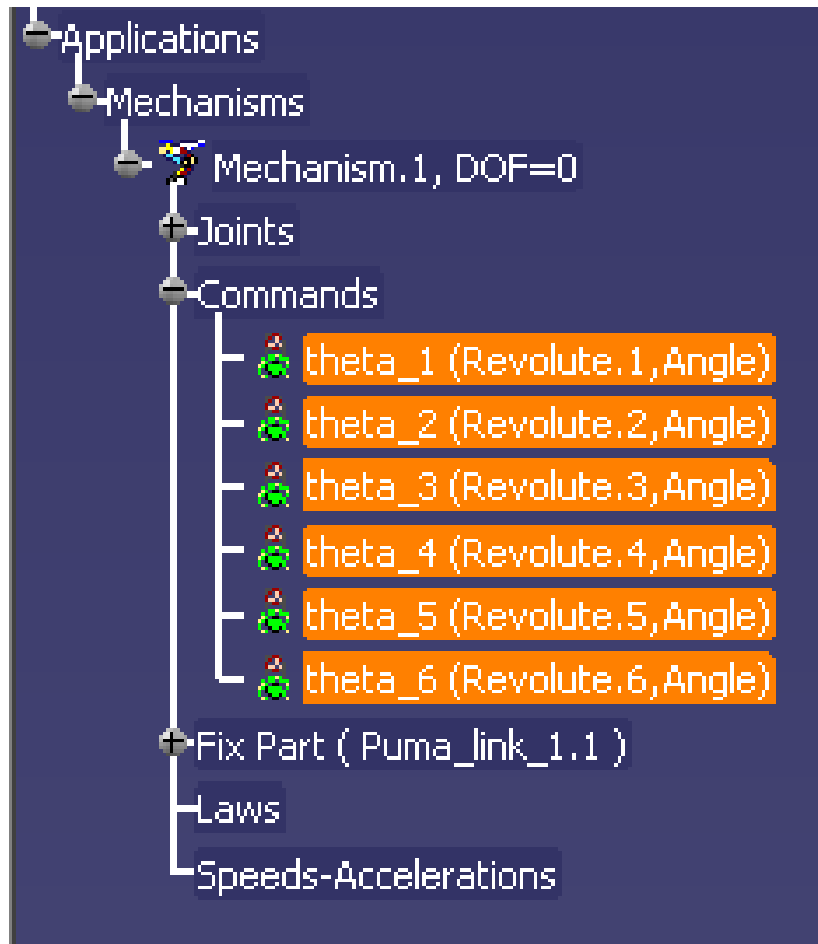 Applications
Mechanisms
Mechanism.1, DOF=0
Joints
Commands
theta_1 (Revolute.1,Angle)
theta_2 (Revolute.2,Angle)
theta_3 (Revolute.3,Angle)
theta_4 (Revolute.4,Angle)
theta_5 (Revolute.5,Angle)
theta_6 (Revolute.6,Angle)
Fix Part ( Puma_link_1.1 )
Laws
Speeds-Accelerations